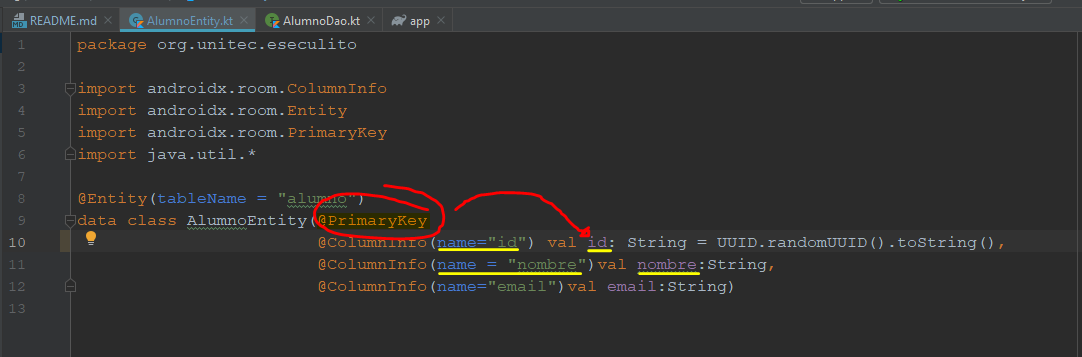 README.md AlumnoEntity.kt AlumnoDao.kt app
1 package org.unitec.eseculito
2
3 import androidx.room.ColumnInfo
4 import androidx.room.Entity
5 import androidx.room.PrimaryKey
6 import java.util.*
7
8 @Entity(tableName = "alumno")
9 data class AlumnoEntity(@PrimaryKey
10 @ColumnInfo(name="id") val id: String = UUID.randomUUID().toString(),
11 @ColumnInfo(name = "nombre")val nombre:String,
12 @ColumnInfo(name="email")val email:String)
13